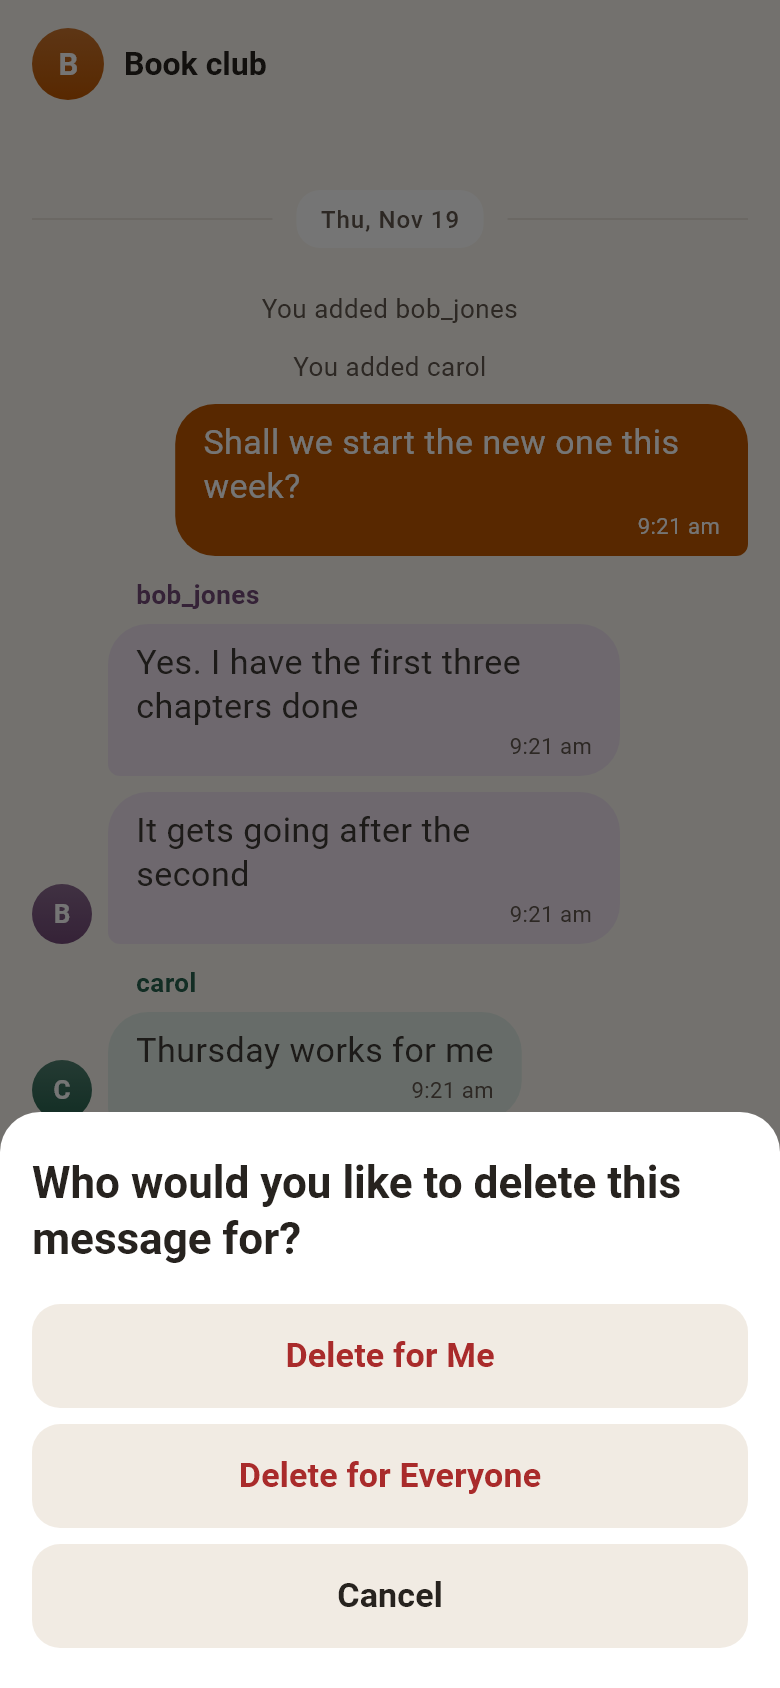 B
Book club
Thu, Nov 19
You added bob_jones
You added carol
Shall we start the new one this
week?
9:21 am
bob_jones
Yes. I have the first three
chapters done
9:21 am
It gets going after the
second
9:21 am
B
carol
Thursday works for me
9:21 am
C
Who would you like to delete this
message for?
Delete for Me
Delete for Everyone
Cancel